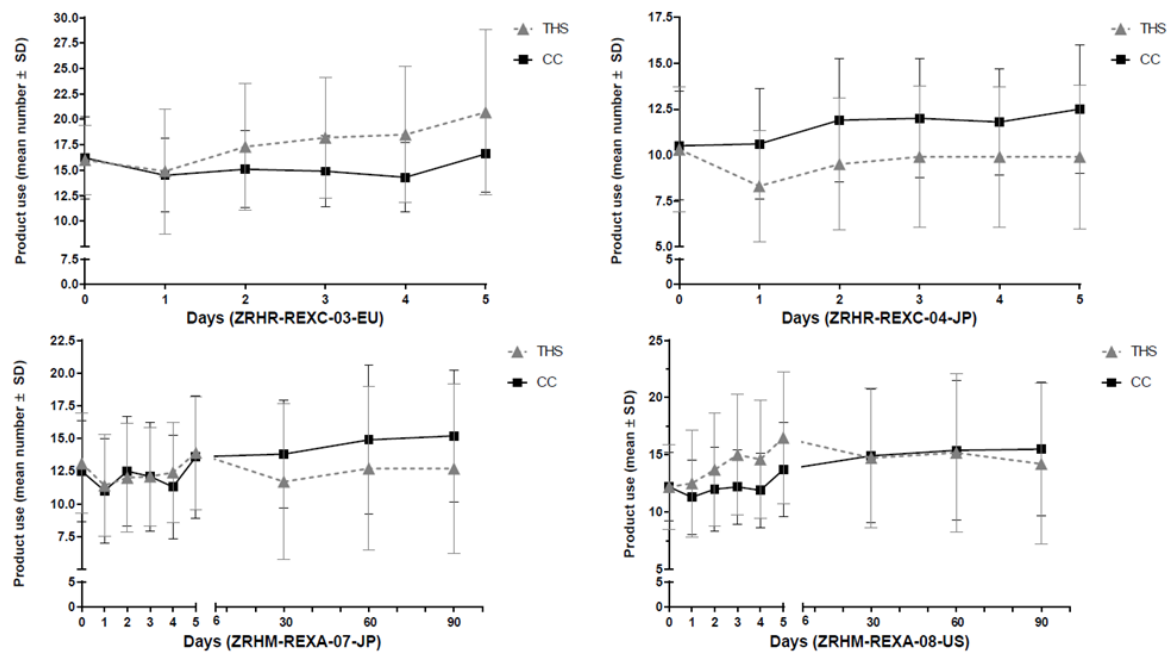 Product use (mean number ± SD)
30.0
27.5
25.0
22.5
20.0
17.5
15.0
12.5
10.0
7.5
0.0
0 1 2 3 4 5
Days (ZRHR-REXC-03-EU)
THS
CC
Product use (mean number ± SD)
17.5
15.0
12.5
10.0
7.5
5.0
5
0
0 1 2 3 4 5
Days (ZRHR-REXC-04-JP)
THS
CC
Product use (mean number ± SD)
22.5
20.0
17.5
15.0
12.5
10.0
7.5
5
0
0 1 2 3 4 5 6 30 60 90
Days (ZRHM-REXA-07-JP)
THS
CC
Product use (mean ± SD)
25
20
15
10
5
5
0
0 1 2 3 4 5 6 30 60 90
Days (ZRHM-REXA-08-US)
THS
CC